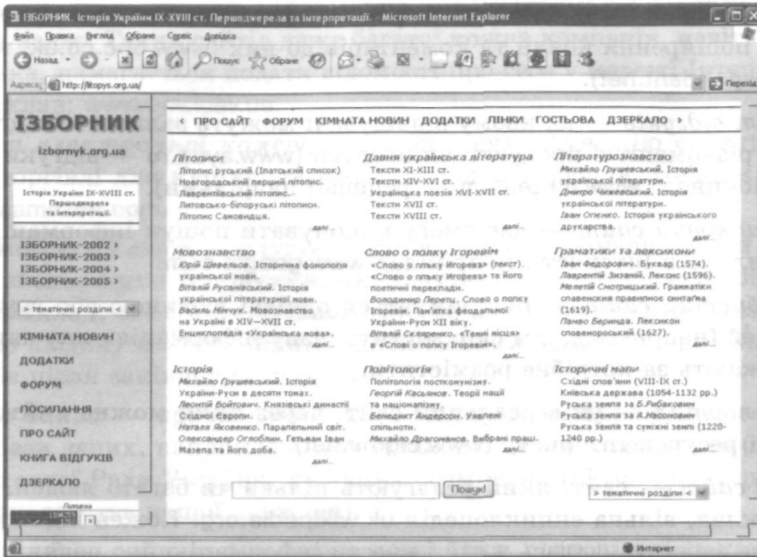 ІЗБОРНИК. Історія України IX-XVIII ст. Першоджерела та інтерпретації. - Microsoft Internet Explorer
Файл Правка Вигляд Обране Сервіс Довідка
Назад Пошук Обране
Адреса: http://litopys.org.ua/ Перехід
ІЗБОРНИК
izbornyk.org.ua
Історія України IX-XVIII ст.
Першоджерела
та інтерпретації.
ІЗБОРНИК-2002 >
ІЗБОРНИК-2003 >
ІЗБОРНИК-2004 >
ІЗБОРНИК-2005 >
> тематичні розділи <
КІМНАТА НОВИН
ДОДАТКИ
ФОРУМ
ПОСИЛАННЯ
ПРО САЙТ
КНИГА ВІДГУКІВ
ДЗЕРКАЛО
Головна
‹ ПРО САЙТ ФОРУМ КІМНАТА НОВИН ДОДАТКИ ЛІНКИ ГОСТЬОВА ДЗЕРКАЛО ›
Літописи
Літопис руський (Іпатський список)
Новгородський перший літопис.
Лаврентіївський літопис.
Литовсько-білоруські літописи.
Літопис Самовидця.
далі...
Давня українська література
Тексти XI-XIII ст.
Тексти XIV-XVI ст.
Українська поезія XVI-XVII ст.
Тексти XVII ст.
Тексти XVIII ст.
далі...
Літературознавство
Михайло Грушевський. Історія
української літератури.
Дмитро Чижевський. Історія
української літератури.
Іван Огієнко. Історія українського
друкарства.
далі...
Мовознавство
Юрій Шевельов. Історична фонологія
української мови.
Віталій Русанівський. Історія
української літературної мови.
Василь Німчук. Мовознавство
на Україні в XIV—XVII ст.
Енциклопедія «Українська мова».
далі...
Слово о полку Ігоревім
«Слово о плъку Игоревѣ» (текст).
«Слово о плъку Игоревѣ» та його
поетичні переклади.
Володимир Перетц. Слово о полку
Ігоревім. Пам'ятка феодальної
України-Руси XII віку.
Віталій Скляренко. «Темні місця»
в «Слові о полку Ігоревім».
далі...
Граматики та лексикони
Іван Федорович. Буквар (1574).
Лаврентій Зизаній. Лексис (1596).
Мелетій Смотрицький. Грамматіки
славенския правилноє синтаґма
(1619).
Памво Беринда. Лексикон
словенороський (1627).
далі...
Історія
Михайло Грушевський. Історія
України-Руси в десяти томах.
Леонтій Войтович. Князівські династії
Східної Європи.
Наталя Яковенко. Паралельний світ.
Олександер Оглоблин. Гетьман Іван
Мазепа та його доба.
далі...
Політологія
Політологія посткомунізму.
Георгій Касьянов. Теорії нації
та націоналізму.
Бенедикт Андерсон. Уявлені
спільноти.
Михайло Драгоманов. Вибрані праці.
далі...
Історичні мапи
Східні слов'яни (VIII-IX ст.)
Київська держава (1054-1132 рр.)
Руська земля за Б.Рибаковим
Руська земля за А.Насоновим
Руська земля та суміжні землі (1220-
1240 рр.)
далі...
Пошук!
> тематичні розділи <
Интернет